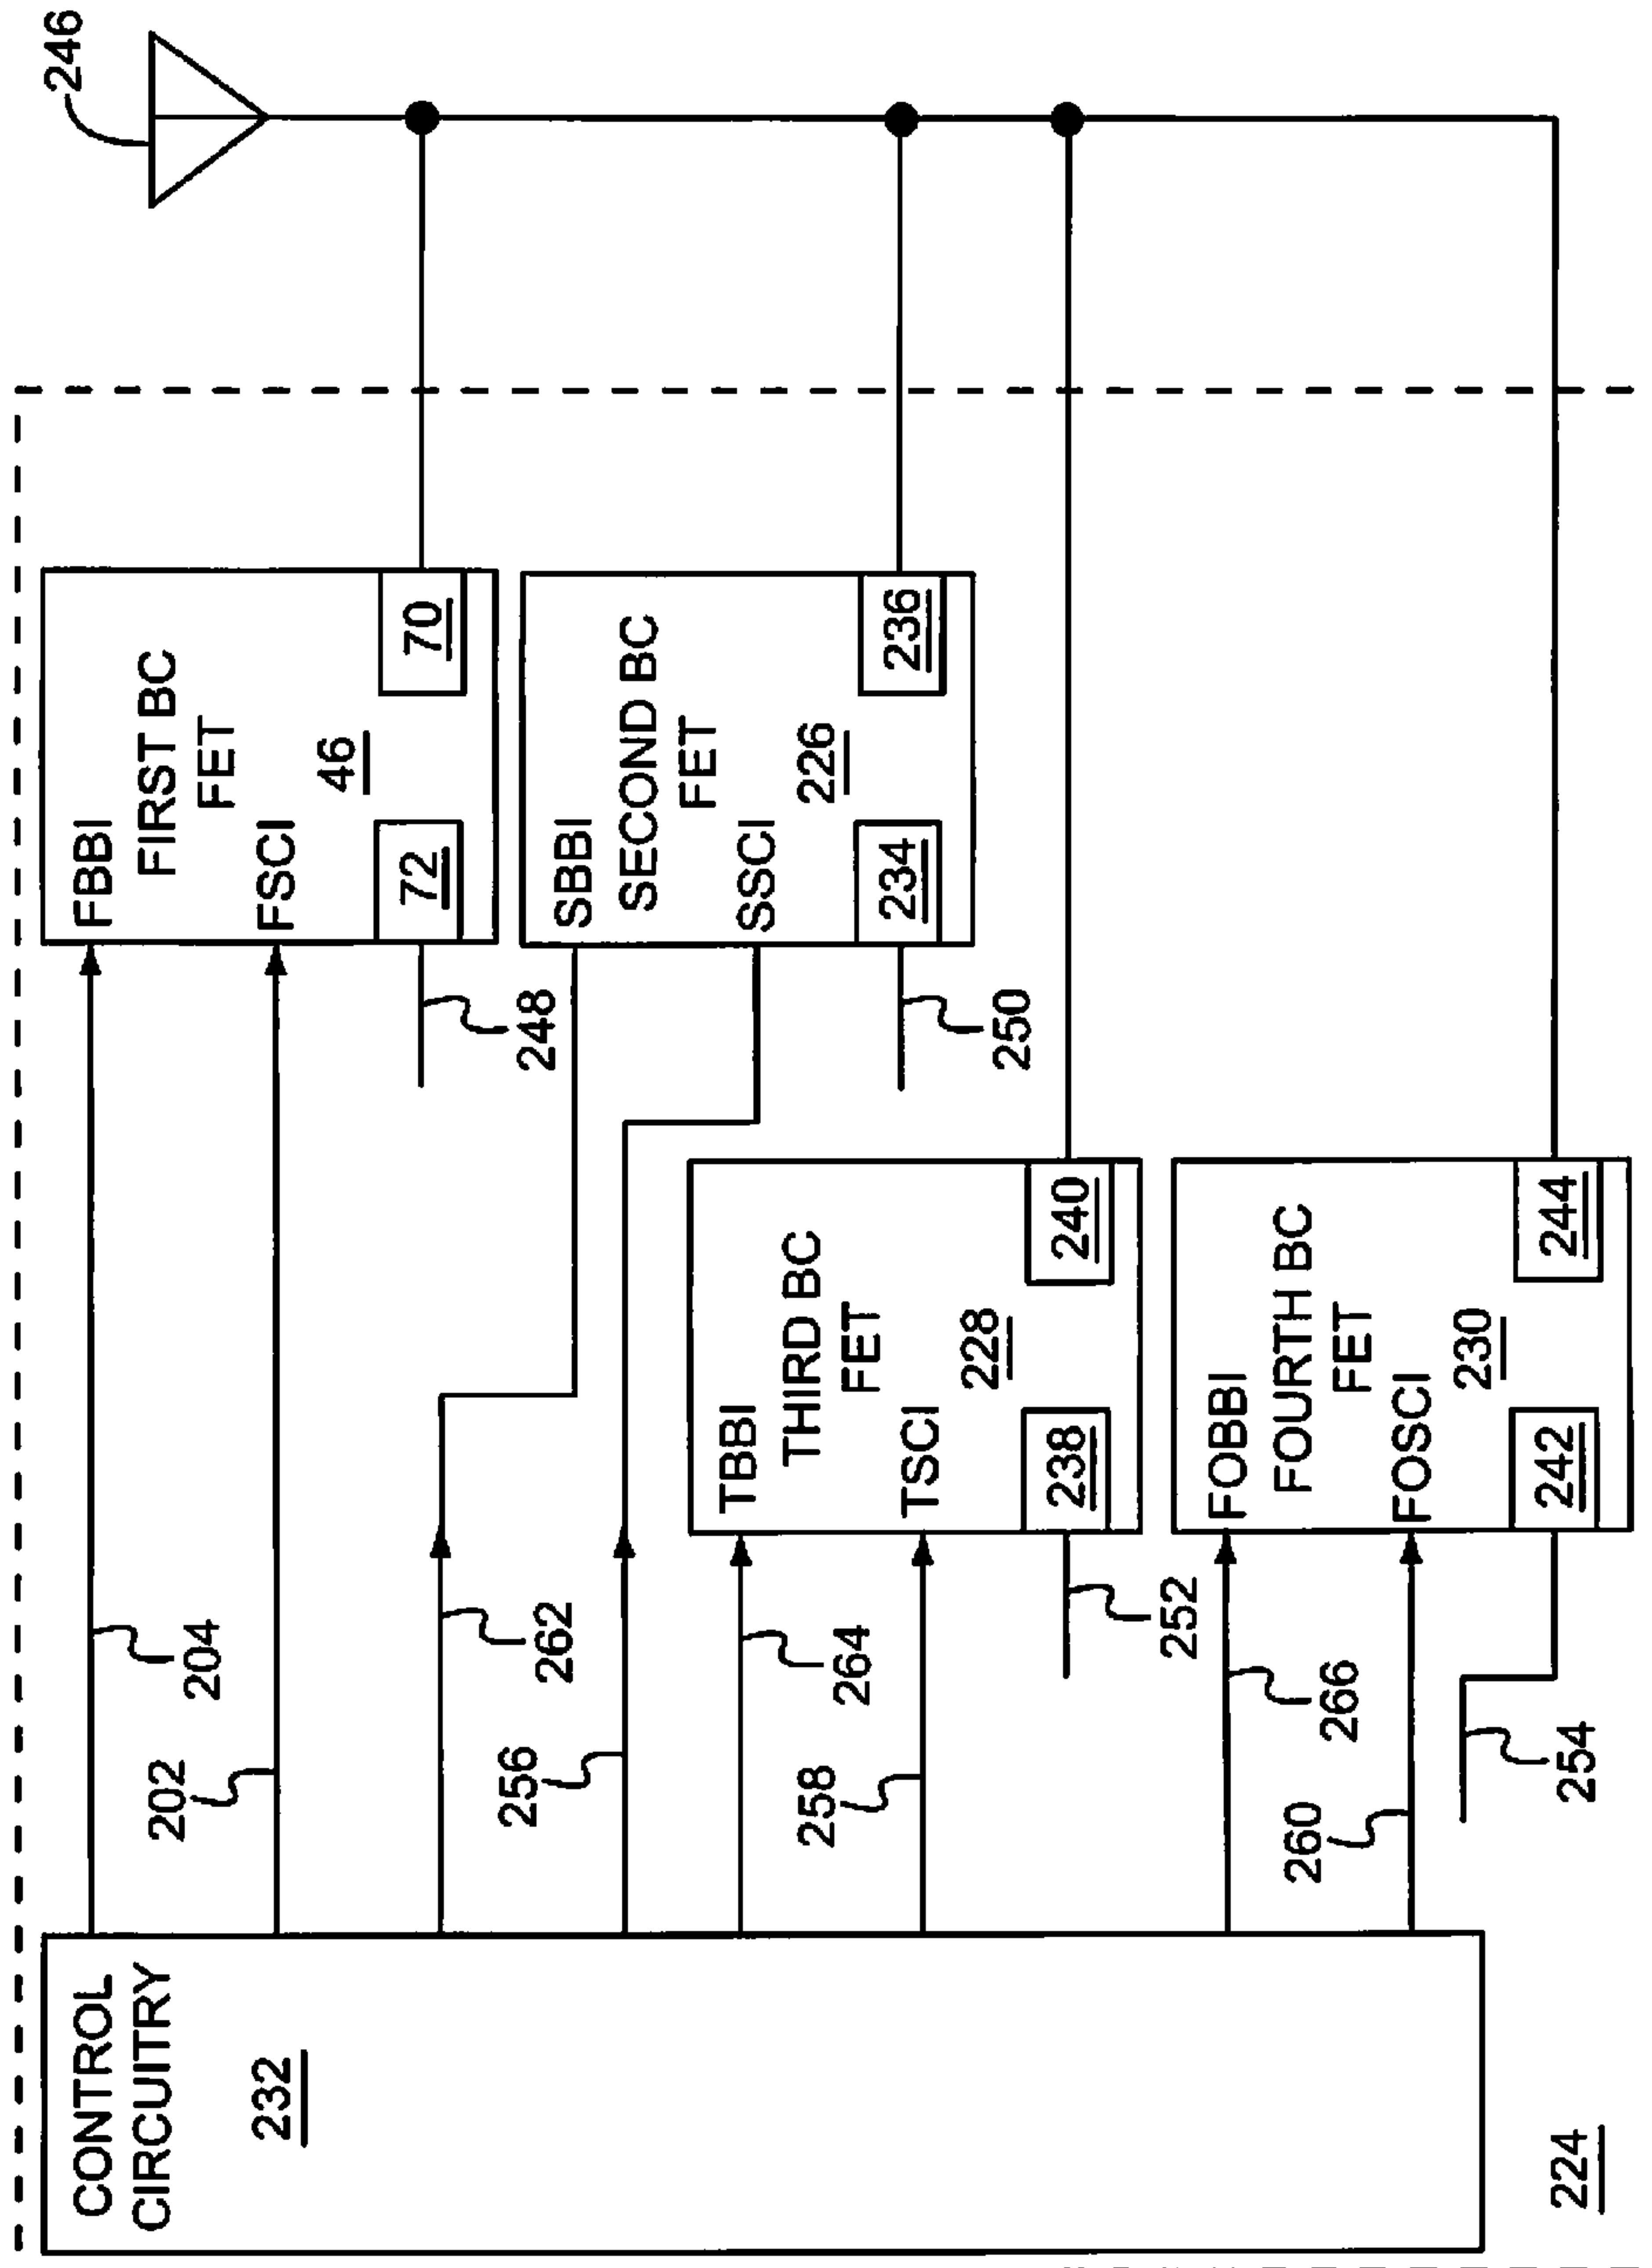 CONTROL
CIRCUITRY
232
224
204
202
262
256
264
258
266
260
254
252
FBBI
FIRST BC
FET
FSCI
46
72
70
248
SBBI
SECOND BC
FET
SSCI
226
234
236
250
TBBI
THIRD BC
FET
TSCI
228
238
240
FOBBI
FOURTH BC
FET
FOSCI
230
242
244
246